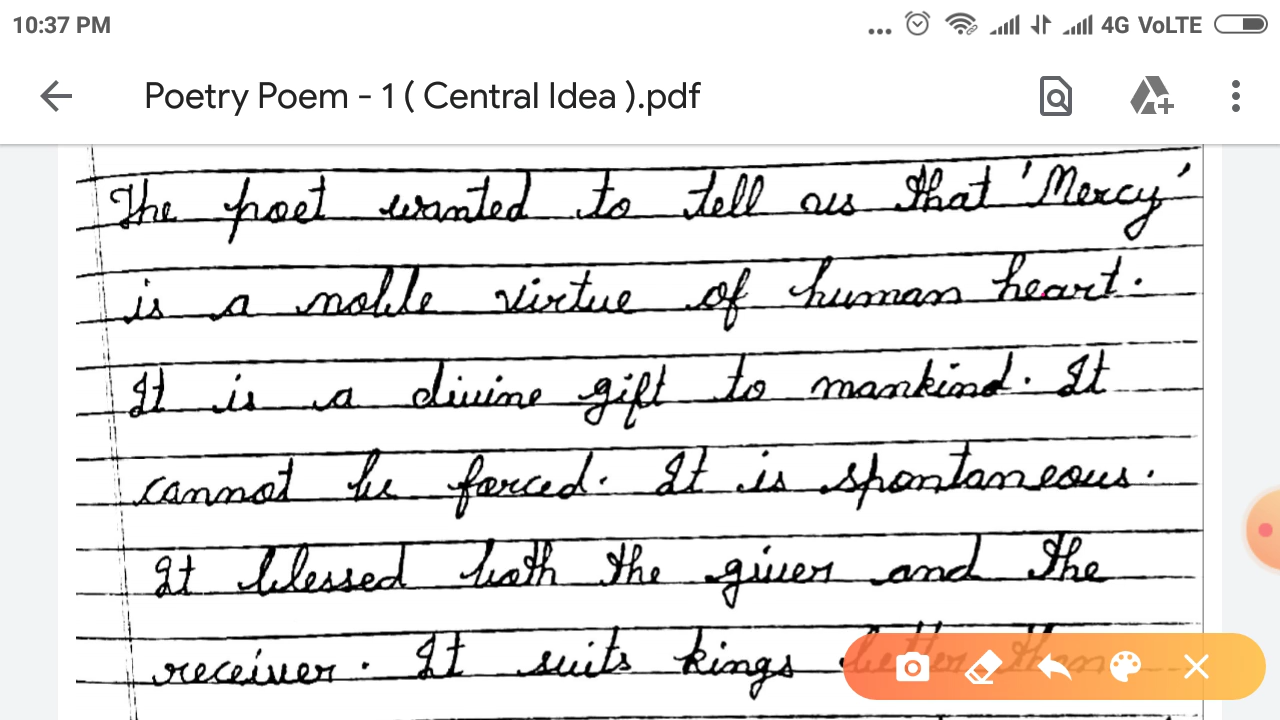 10:37 PM ... 4G VoLTE
Poetry Poem - 1 ( Central Idea ).pdf
The poet wanted to tell us that 'Mercy'
is a noble virtue of human heart.
It is a divine gift to mankind. It
cannot be forced. It is spontaneous.
It blessed both the giver and the
receiver. It suits kings better than